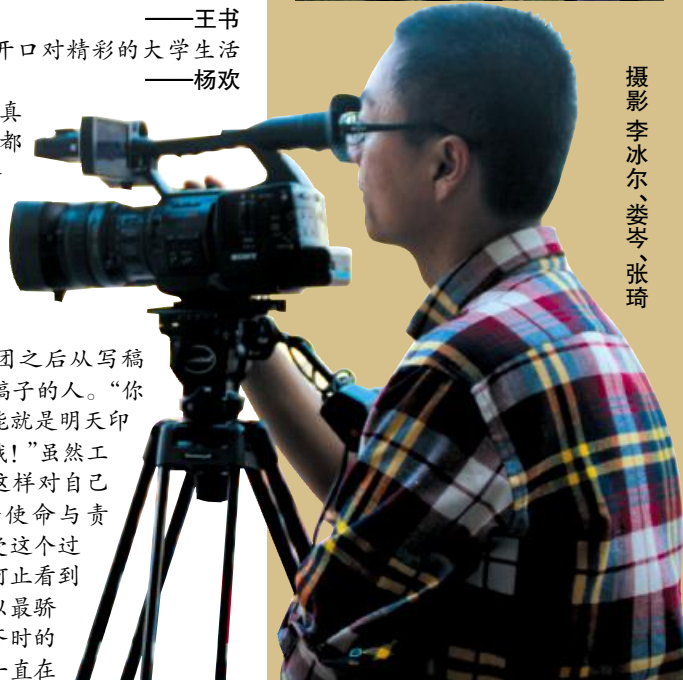 ——王书
开口对精彩的大学生活
——杨欢
真
都
团之后从写稿
稿子的人。“你
能就是明天印
我！”虽然工
这样对自己
使命与责
受这个过
何止看到
以最骄
不时的
一直在
摄影 李冰尔、娄岑、张琦
SONY